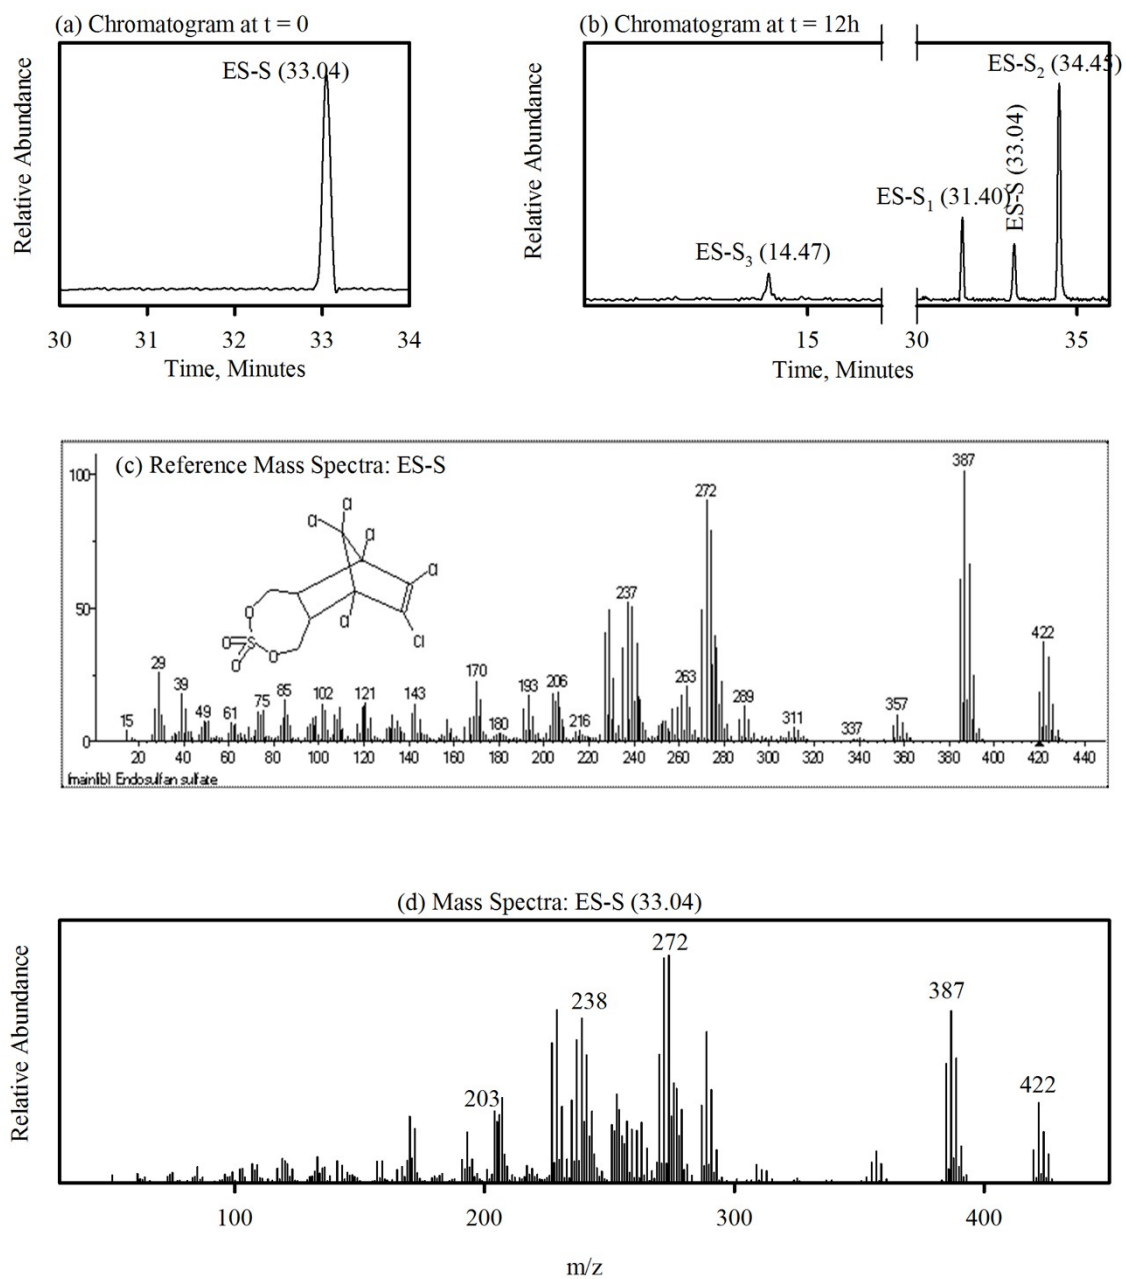 (a) Chromatogram at t = 0
Relative Abundance
ES-S (33.04)
30 31 32 33 34
Time, Minutes
(b) Chromatogram at t = 12h
Relative Abundance
ES-S3 (14.47)
ES-S1 (31.40)
ES-S (33.04)
ES-S2 (34.45)
15 30 35
Time, Minutes
(c) Reference Mass Spectra: ES-S
100
50
0
Cl
Cl
Cl
Cl
Cl
Cl
O
O
S
O
O
15 29 39 49 61 75 85 102 121 143 170 180 193 206 216 237 263 272 289 311 337 357 387 422
20 40 60 80 100 120 140 160 180 200 220 240 260 280 300 320 340 360 380 400 420 440
(mainlib) Endosulfan sulfate
(d) Mass Spectra: ES-S (33.04)
Relative Abundance
203
238
272
387
422
100 200 300 400
m/z